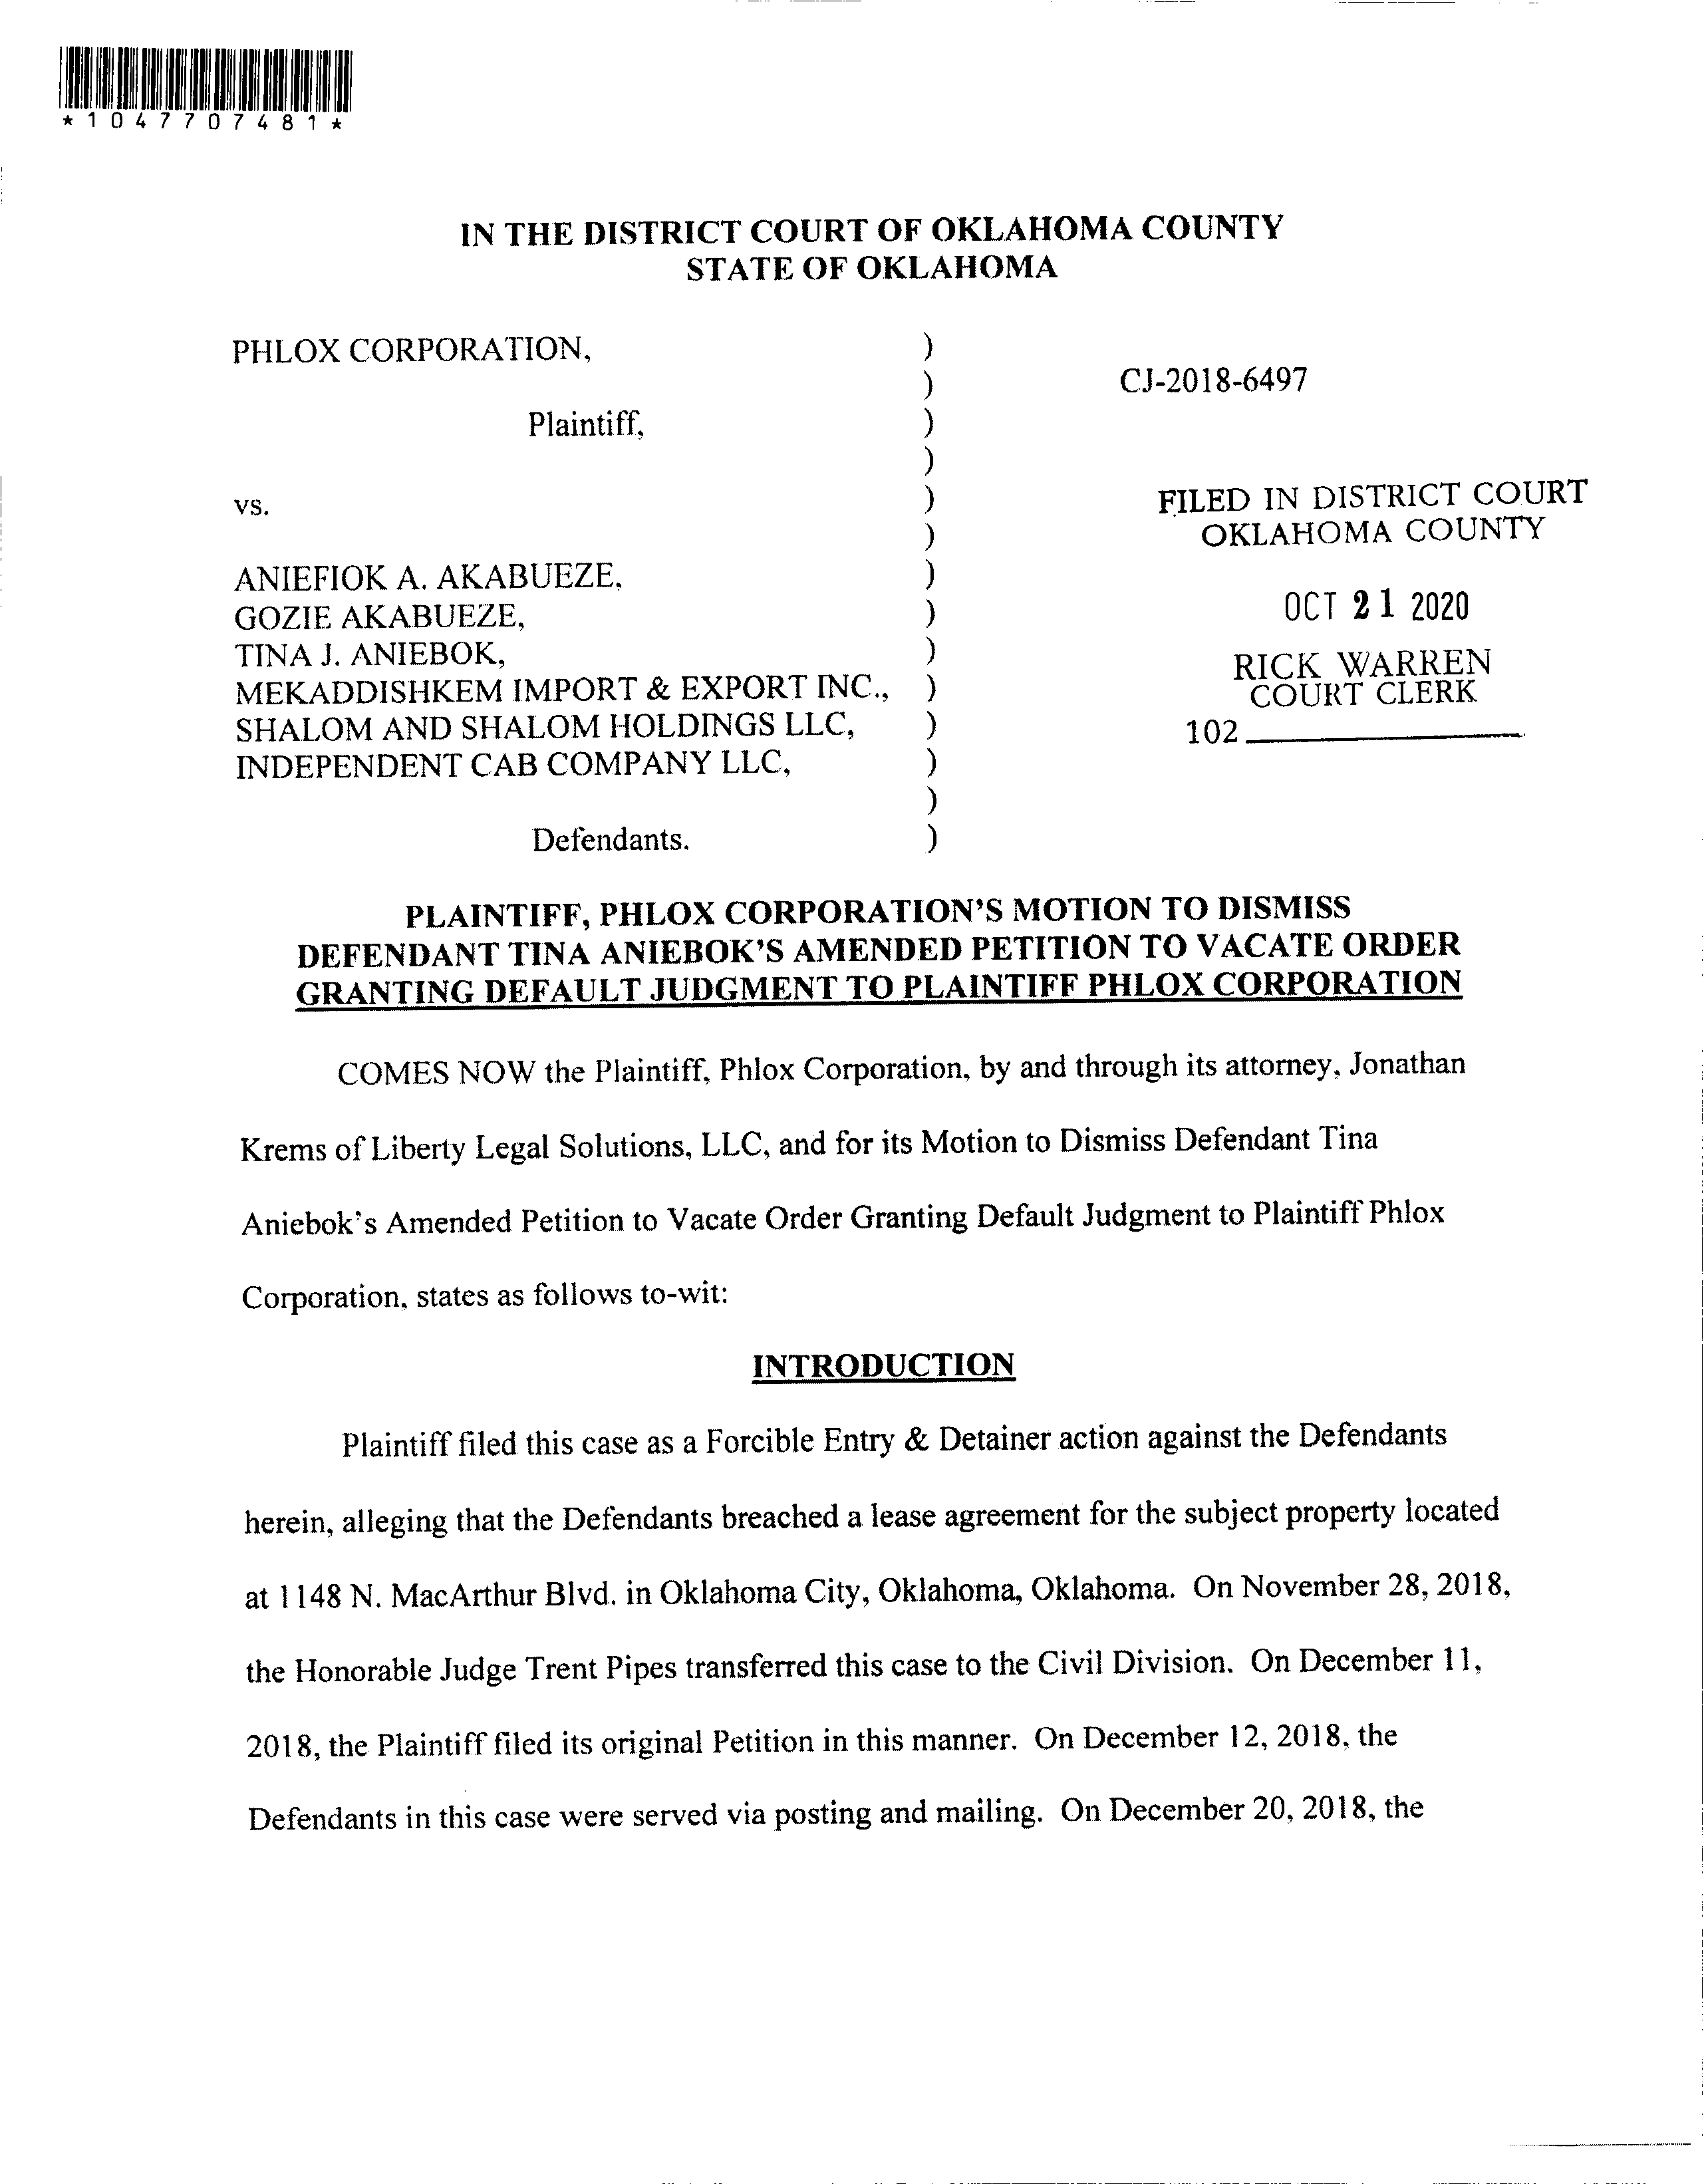 *1047707481*
IN THE DISTRICT COURT OF OKLAHOMA COUNTY
STATE OF OKLAHOMA
PHLOX CORPORATION, )
) CJ-2018-6497
Plaintiff, )
)
vs. ) FILED IN DISTRICT COURT
) OKLAHOMA COUNTY
ANIEFIOK A. AKABUEZE, )
GOZIE AKABUEZE, ) OCT 21 2020
TINA J. ANIEBOK, ) RICK WARREN
MEKADDISHKEM IMPORT & EXPORT INC., ) COURT CLERK
SHALOM AND SHALOM HOLDINGS LLC, ) 102
INDEPENDENT CAB COMPANY LLC, )
)
Defendants. )
PLAINTIFF, PHLOX CORPORATION'S MOTION TO DISMISS
DEFENDANT TINA ANIEBOK'S AMENDED PETITION TO VACATE ORDER
GRANTING DEFAULT JUDGMENT TO PLAINTIFF PHLOX CORPORATION
COMES NOW the Plaintiff, Phlox Corporation, by and through its attorney, Jonathan
Krems of Liberty Legal Solutions, LLC, and for its Motion to Dismiss Defendant Tina
Aniebok's Amended Petition to Vacate Order Granting Default Judgment to Plaintiff Phlox
Corporation, states as follows to-wit:
INTRODUCTION
Plaintiff filed this case as a Forcible Entry & Detainer action against the Defendants
herein, alleging that the Defendants breached a lease agreement for the subject property located
at 1148 N. MacArthur Blvd. in Oklahoma City, Oklahoma, Oklahoma. On November 28, 2018,
the Honorable Judge Trent Pipes transferred this case to the Civil Division. On December 11,
2018, the Plaintiff filed its original Petition in this manner. On December 12, 2018, the
Defendants in this case were served via posting and mailing. On December 20, 2018, the